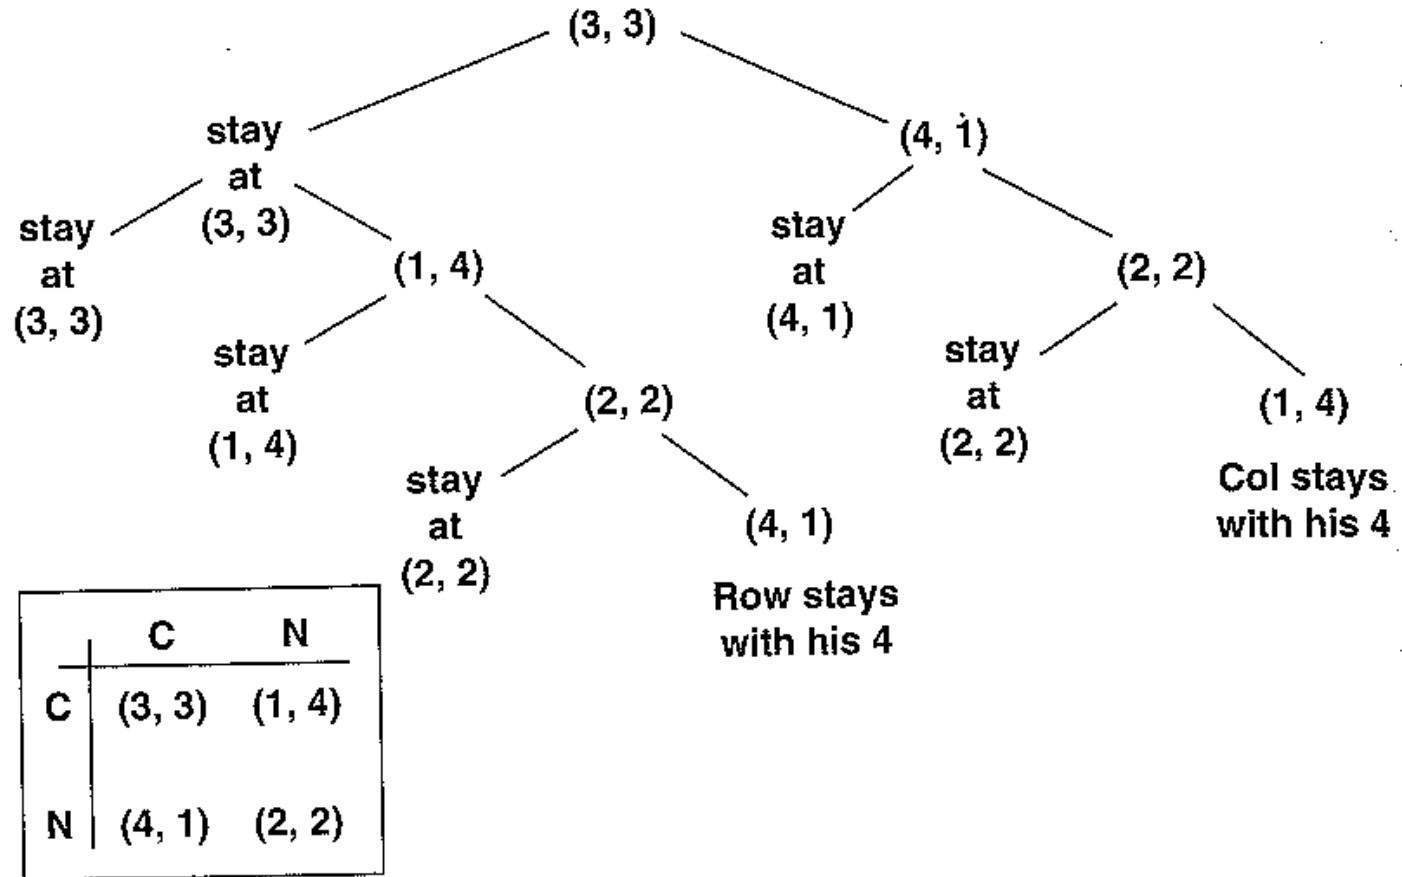 (3, 3)
stay
at
(3, 3)
(4, 1)
stay
at
(3, 3)
(1, 4)
stay
at
(4, 1)
(2, 2)
stay
at
(1, 4)
(2, 2)
stay
at
(2, 2)
(1, 4)
Col stays
with his 4
stay
at
(2, 2)
(4, 1)
Row stays
with his 4
C N
C (3, 3) (1, 4)
N (4, 1) (2, 2)